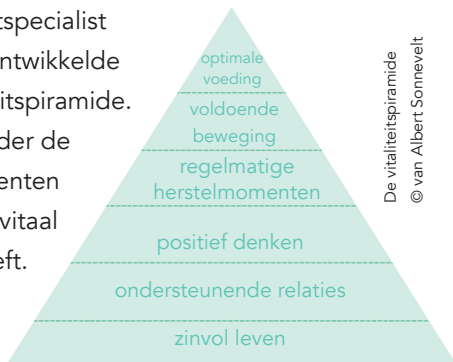 tspecialist
ntwikkelde
itspiramide.
der de
enten
vitaal
eft.
optimale
voeding
voldoende
beweging
regelmatige
herstelmomenten
positief denken
ondersteunende relaties
zinvol leven
De vitaliteitspiramide
© van Albert Sonnevelt